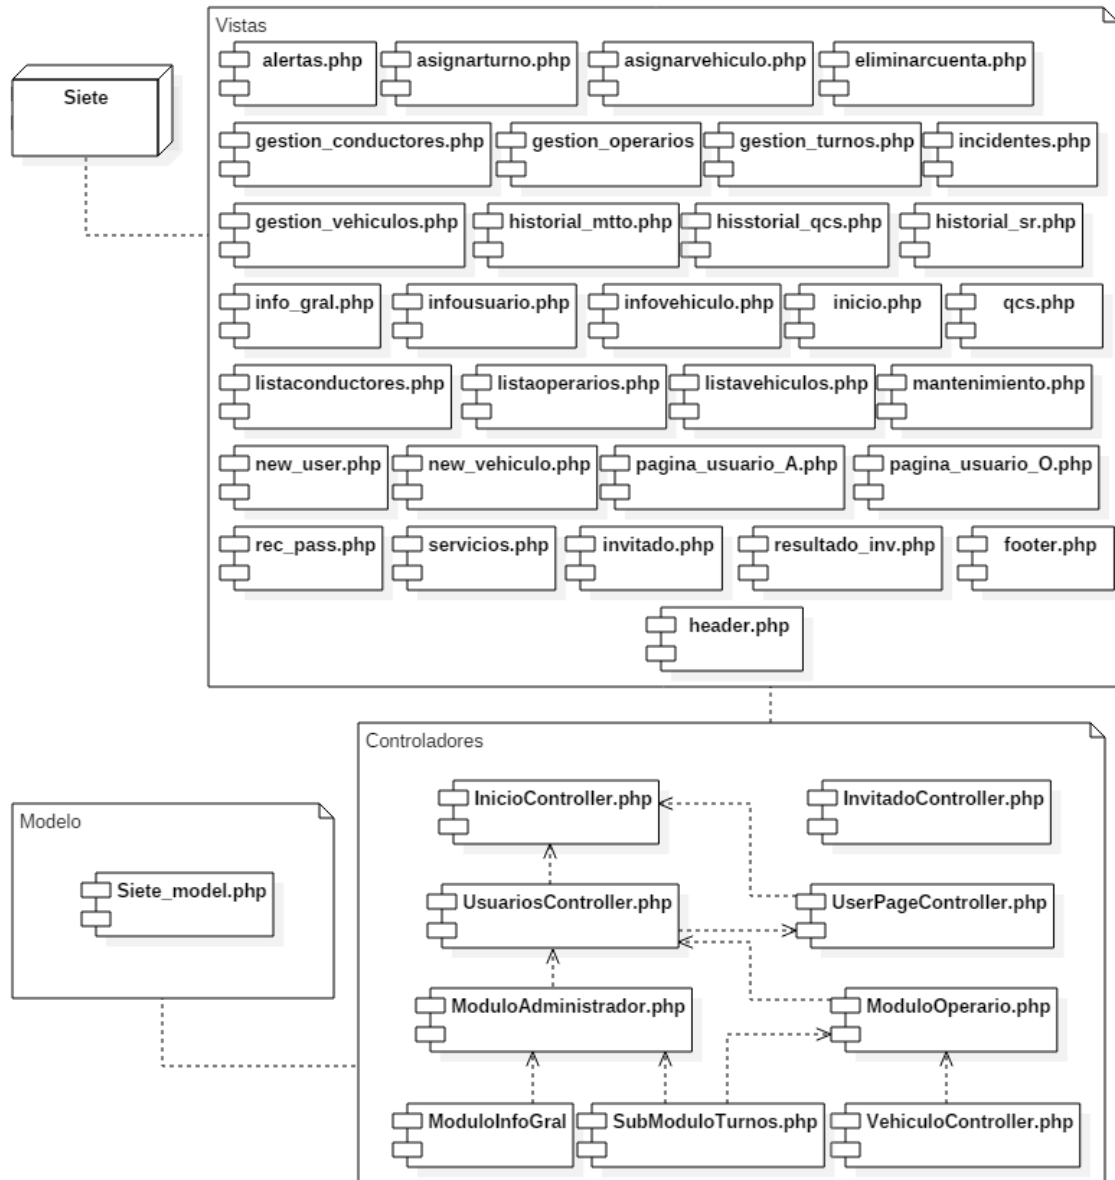 Vistas
alertas.php
asignarturno.php
asignarvehiculo.php
eliminarcuenta.php
Siete
gestion_conductores.php
gestion_operarios
gestion_turnos.php
incidentes.php
gestion_vehiculos.php
historial_mtto.php
hisstorial_qcs.php
historial_sr.php
info_gral.php
infousuario.php
infovehiculo.php
inicio.php
qcs.php
listaconductores.php
listaoperarios.php
listavehiculos.php
mantenimiento.php
new_user.php
new_vehiculo.php
pagina_usuario_A.php
pagina_usuario_O.php
rec_pass.php
servicios.php
invitado.php
resultado_inv.php
footer.php
header.php
Controladores
InicioController.php
InvitadoController.php
Modelo
Siete_model.php
UsuariosController.php
UserPageController.php
ModuloAdministrador.php
ModuloOperario.php
ModuloInfoGral
SubModuloTurnos.php
VehiculoController.php